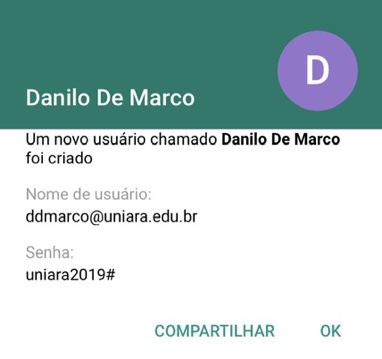 D
Danilo De Marco
Um novo usuário chamado Danilo De Marco
foi criado
Nome de usuário:
ddmarco@uniara.edu.br
Senha:
uniara2019#
COMPARTILHAR OK